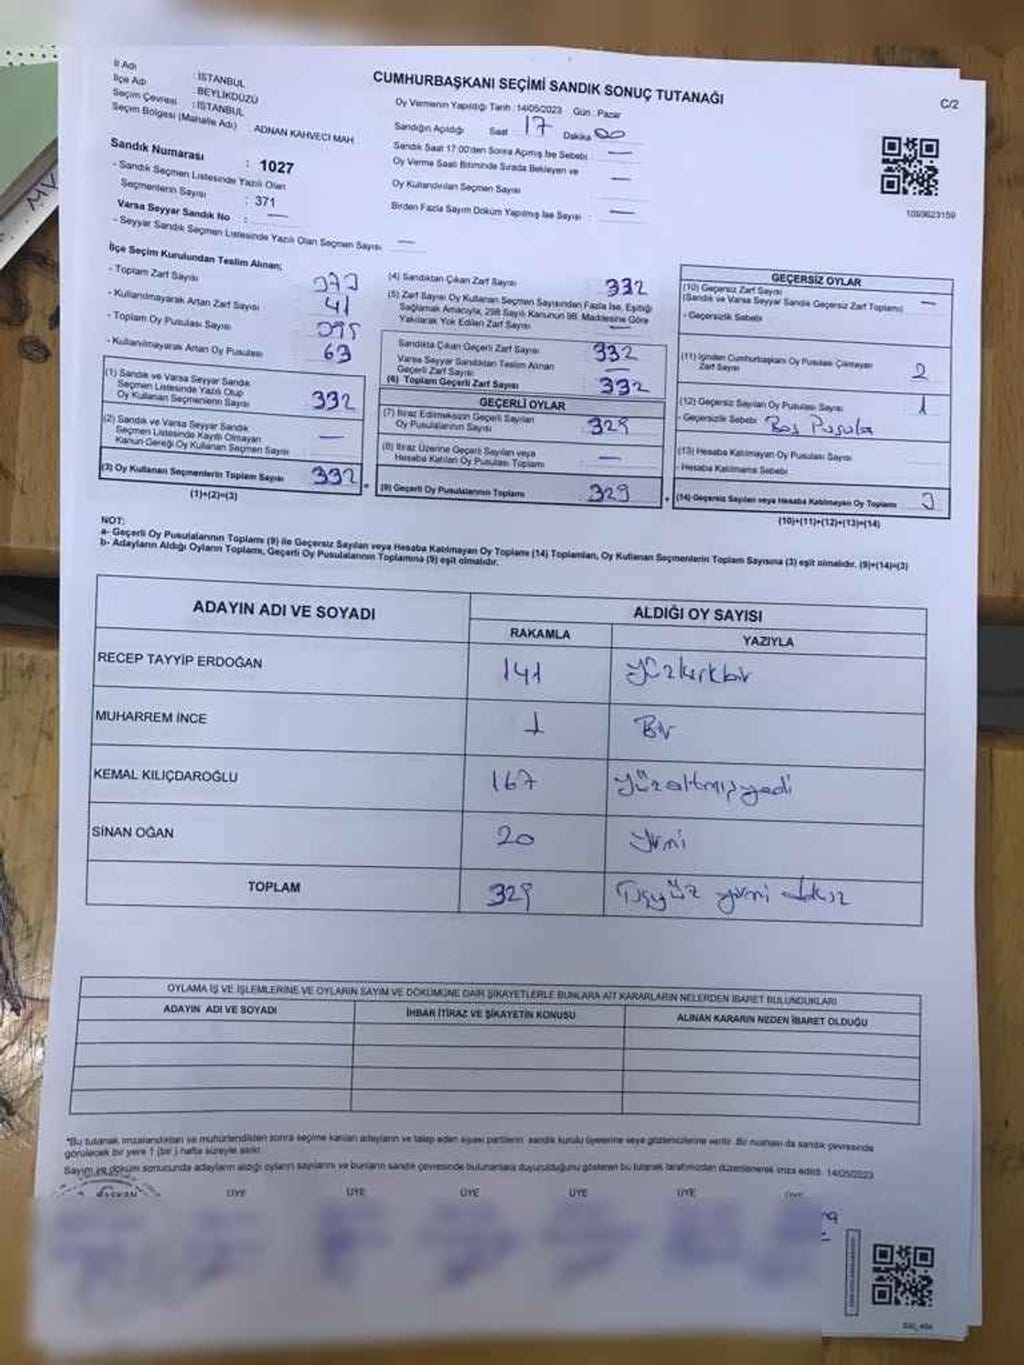 CUMHURBAŞKANI SEÇİMİ SANDIK SONUÇ TUTANAĞI
C/2
İl Adı : İSTANBUL
İlçe Adı : BEYLİKDÜZÜ
Seçim Çevresi : İSTANBUL
Seçim Bölgesi (Mahalle Adı) : ADNAN KAHVECİ MAH
Sandık Numarası : 1027
- Sandık Seçmen Listesinde Yazılı Olan
Seçmenlerin Sayısı : 371
Varsa Seyyar Sandık No : —
- Seyyar Sandık Seçmen Listesinde Yazılı Olan Seçmen Sayısı —
Oy Vermenin Yapıldığı Tarih : 14/05/2023 Gün : Pazar
Sandığın Açıldığı Saat 17 Dakika 00
Sandık Saat 17:00'den Sonra Açılmış İse Sebebi —
Oy Verme Saati Bitiminde Sırada Bekleyen ve
Oy Kullandırılan Seçmen Sayısı —
Birden Fazla Sayım Döküm Yapılmış İse Sayısı : —
1093623159
İlçe Seçim Kurulundan Teslim Alınan;
- Toplam Zarf Sayısı
- Kullanılmayarak Artan Zarf Sayısı 41
- Toplam Oy Pusulası Sayısı
- Kullanılmayarak Artan Oy Pusulası 63
(1) Sandık ve Varsa Seyyar Sandık
Seçmen Listesinde Yazılı Olup
Oy Kullanan Seçmenlerin Sayısı 332
(2) Sandık ve Varsa Seyyar Sandık
Seçmen Listesinde Kayıtlı Olmayan
Kanun Gereği Oy Kullanan Seçmen Sayısı —
(3) Oy Kullanan Seçmenlerin Toplam Sayısı 332
(1)+(2)=(3)
(4) Sandıktan Çıkan Zarf Sayısı 332
(5) Zarf Sayısı Oy Kullanan Seçmen Sayısından Fazla İse, Eşitliği
Sağlamak Amacıyla, 298 Sayılı Kanunun 98. Maddesine Göre
Yakılarak Yok Edilen Zarf Sayısı —
Sandıkta Çıkan Geçerli Zarf Sayısı 332
Varsa Seyyar Sandıktan Teslim Alınan
Geçerli Zarf Sayısı —
(6) Toplam Geçerli Zarf Sayısı 332
GEÇERLİ OYLAR
(7) İtiraz Edilmeksizin Geçerli Sayılan
Oy Pusulalarının Sayısı 329
(8) İtiraz Üzerine Geçerli Sayılan veya
Hesaba Katılan Oy Pusulası Toplamı —
(9) Geçerli Oy Pusulalarının Toplamı 329
GEÇERSİZ OYLAR
(10) Geçersiz Zarf Sayısı
(Sandık ve Varsa Seyyar Sandık Geçersiz Zarf Toplamı) —
- Geçersizlik Sebebi
(11) İçinden Cumhurbaşkanı Oy Pusulası Çıkmayan
Zarf Sayısı 2
(12) Geçersiz Sayılan Oy Pusulası Sayısı 1
- Geçersizlik Sebebi Boş Pusula
(13) Hesaba Katılmayan Oy Pusulası Sayısı
- Hesaba Katılmama Sebebi
(14) Geçersiz Sayılan veya Hesaba Katılmayan Oy Toplamı 3
(10)+(11)+(12)+(13)=(14)
NOT:
a- Geçerli Oy Pusulalarının Toplamı (9) ile Geçersiz Sayılan veya Hesaba Katılmayan Oy Toplamı (14) Toplamları, Oy Kullanan Seçmenlerin Toplam Sayısına (3) eşit olmalıdır. (9)+(14)=(3)
b- Adayların Aldığı Oyların Toplamı, Geçerli Oy Pusulalarının Toplamına (9) eşit olmalıdır.
ADAYIN ADI VE SOYADI ALDIĞI OY SAYISI
RAKAMLA YAZIYLA
RECEP TAYYİP ERDOĞAN 141 yüzkırkbir
MUHARREM İNCE 1 Bir
KEMAL KILIÇDAROĞLU 167 yüzaltmışyedi
SİNAN OĞAN 20 yirmi
TOPLAM 329 Üçyüz yirmi dokuz
OYLAMA İŞ VE İŞLEMLERİNE VE OYLARIN SAYIM VE DÖKÜMÜNE DAİR ŞİKAYETLERLE BUNLARA AİT KARARLARIN NELERDEN İBARET BULUNDUKLARI
ADAYIN ADI VE SOYADI İHBAR İTİRAZ VE ŞİKAYETİN KONUSU ALINAN KARARIN NEDEN İBARET OLDUĞU
*Bu tutanak imzalandıktan ve mühürlendikten sonra seçime katılan adayların ve talep eden siyasi partilerin sandık kurulu üyelerine veya gözlemcilerine verilir. Bir nüshası da sandık çevresinde
görülecek bir yere 1 (bir) hafta süreyle asılır.
Sayım ve döküm sonucunda adayların aldığı oyların sayılarını ve bunların sandık çevresinde bulunanlara duyurulduğunu gösteren bu tutanak tarafımızdan düzenlenerek imza edildi. 14/05/2023
BAŞKAN ÜYE ÜYE ÜYE ÜYE ÜYE ÜYE